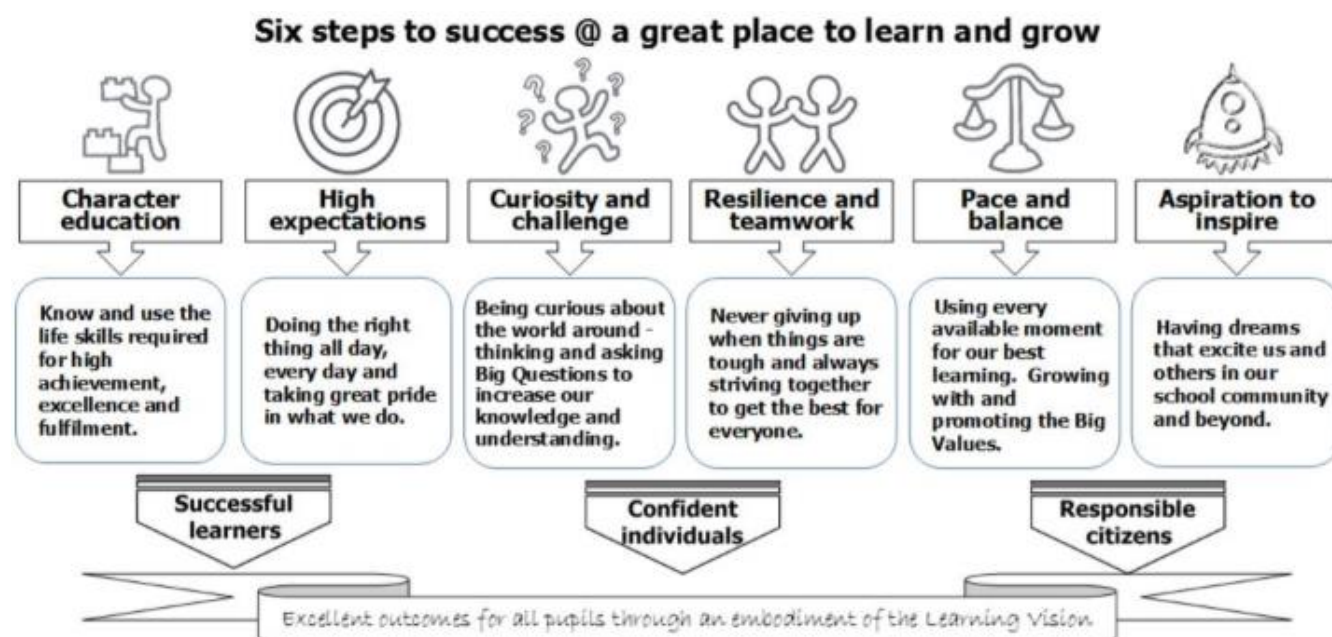 Six steps to success @ a great place to learn and grow
Character
education
High
expectations
Curiosity and
challenge
Resilience and
teamwork
Pace and
balance
Aspiration to
inspire
Know and use the
life skills required
for high
achievement,
excellence and
fulfilment.
Doing the right
thing all day,
every day and
taking great pride
in what we do.
Being curious about
the world around -
thinking and asking
Big Questions to
increase our
knowledge and
understanding.
Never giving up
when things are
tough and always
striving together
to get the best for
everyone.
Using every
available moment
for our best
learning. Growing
with and
promoting the Big
Values.
Having dreams
that excite us and
others in our
school community
and beyond.
Successful
learners
Confident
individuals
Responsible
citizens
Excellent outcomes for all pupils through an embodiment of the Learning Vision